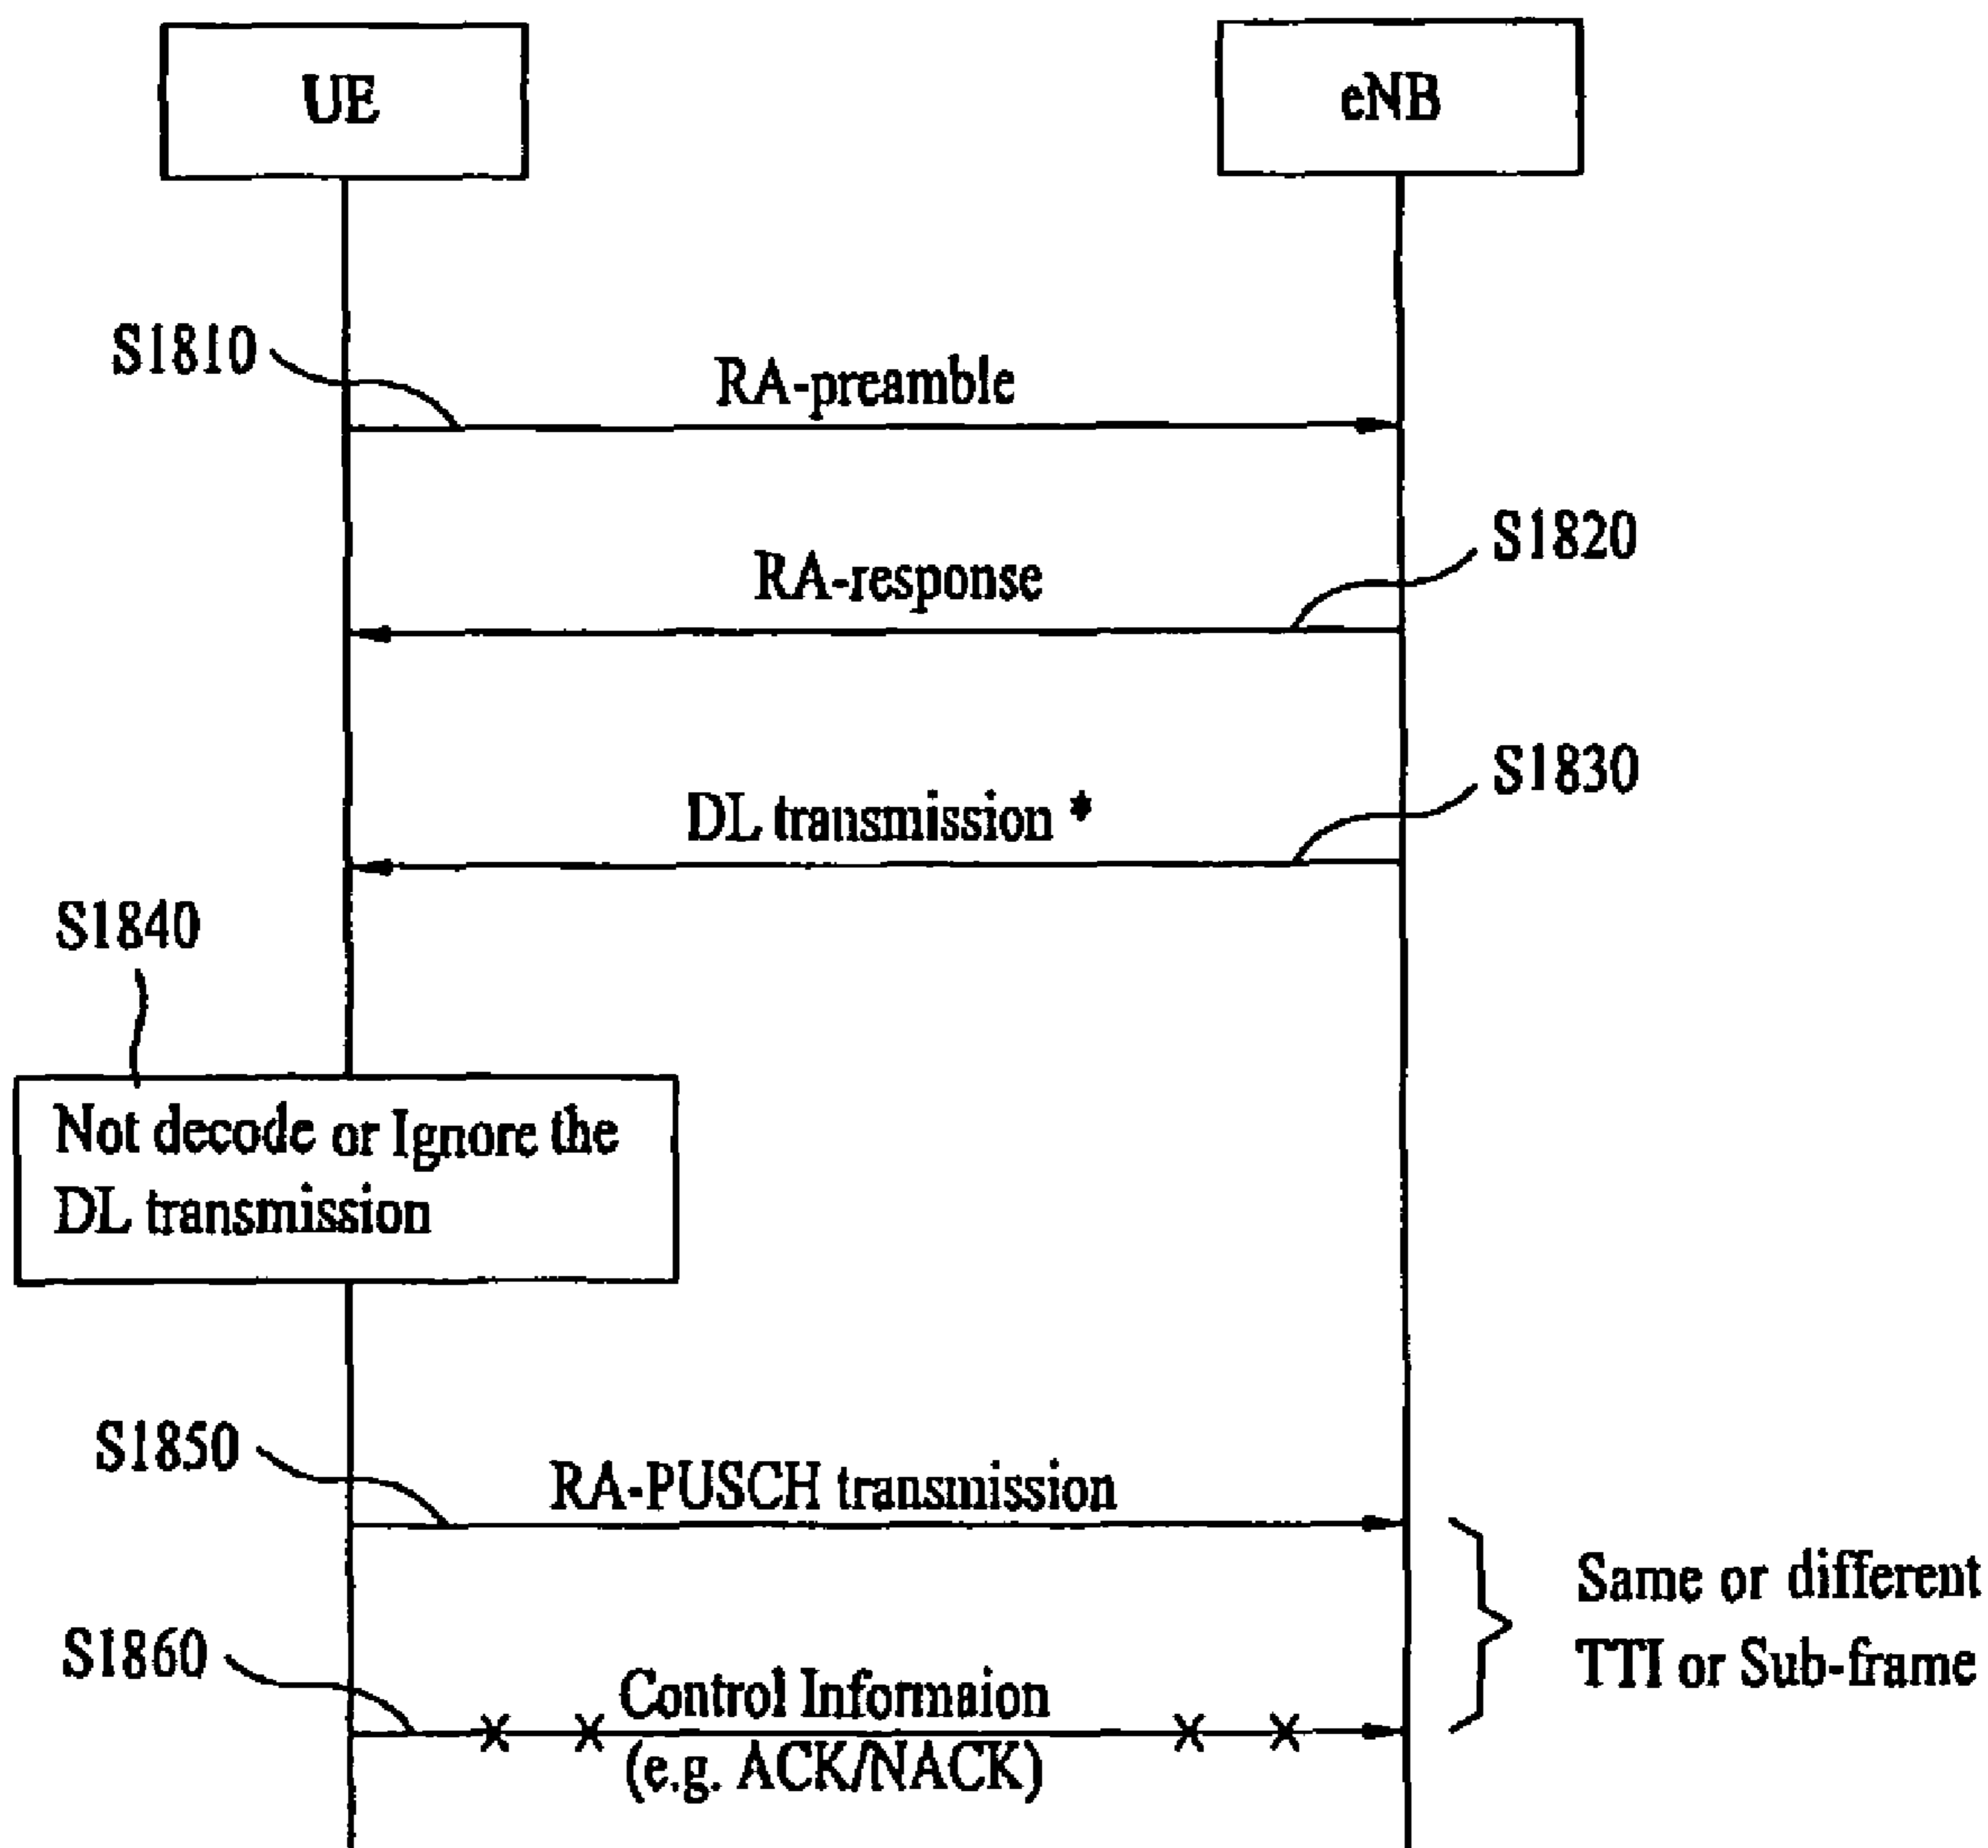 UE
eNB
S1810
RA-preamble
S1820
RA-response
S1830
DL transmission *
S1840
Not decode or Ignore the
DL transmission
S1850
RA-PUSCH transmission
Same or different
TTI or Sub-frame
S1860
Control Informaion
(e.g. ACK/NACK)